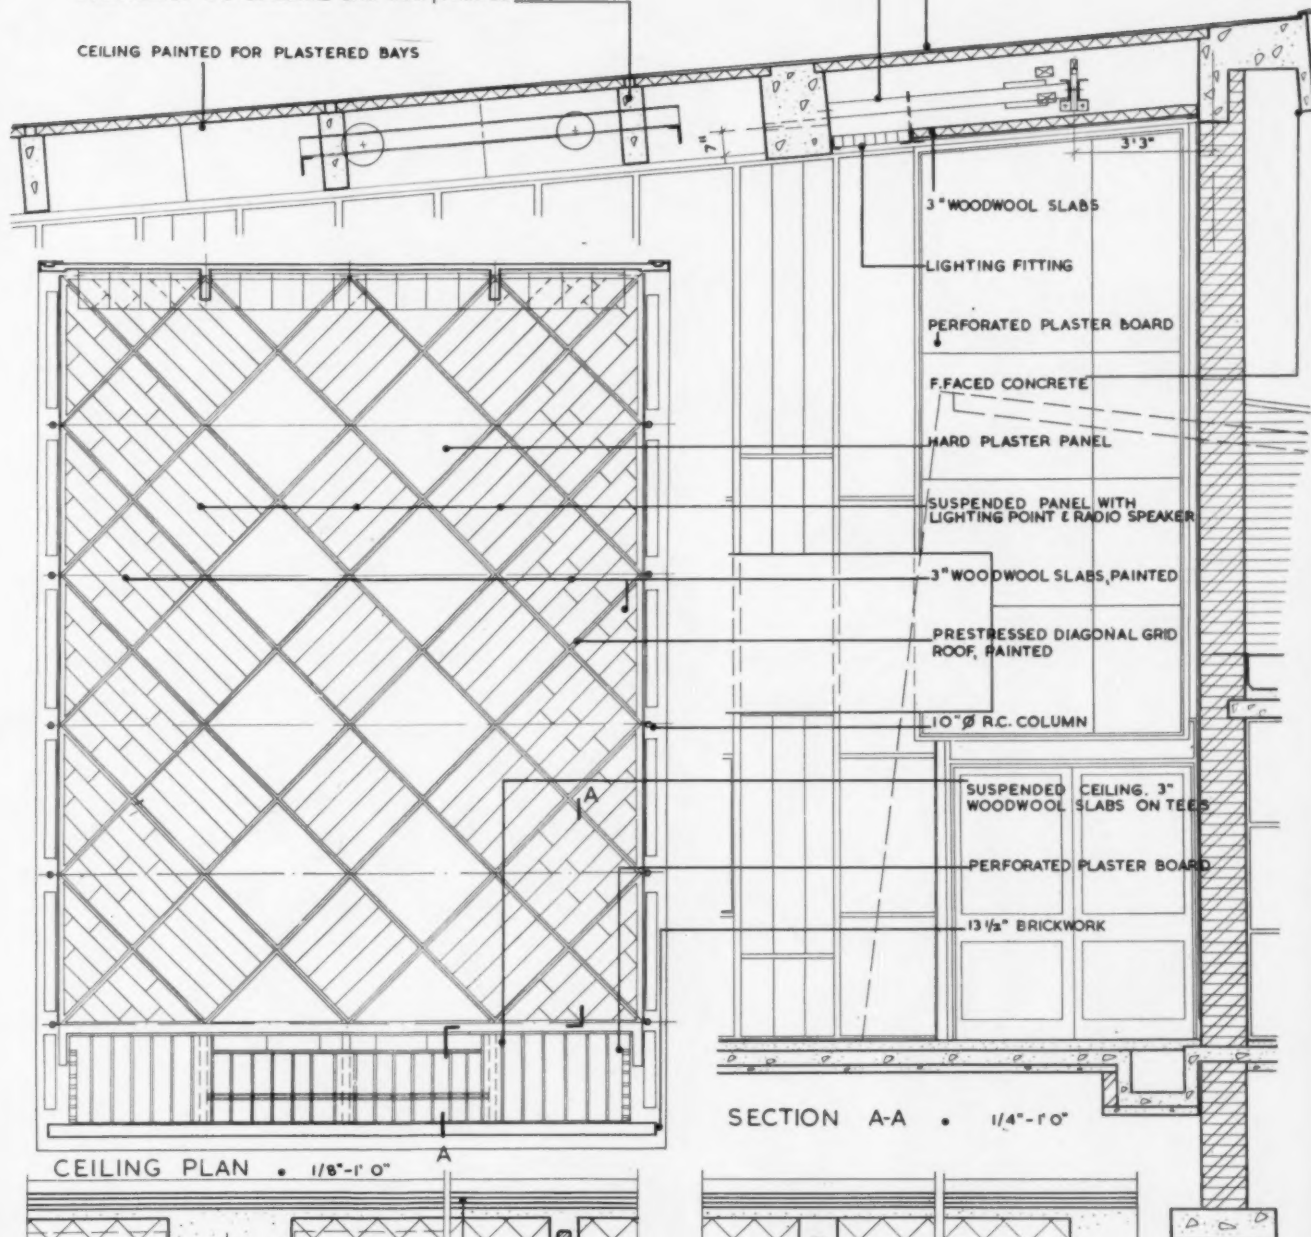 CEILING PAINTED FOR PLASTERED BAYS
7"
3'3"
3" WOODWOOL SLABS
LIGHTING FITTING
PERFORATED PLASTER BOARD
F.FACED CONCRETE
HARD PLASTER PANEL
SUSPENDED PANEL WITH
LIGHTING POINT & RADIO SPEAKER
3" WOODWOOL SLABS, PAINTED
PRESTRESSED DIAGONAL GRID
ROOF, PAINTED
10" Ø R.C. COLUMN
A
SUSPENDED CEILING. 3"
WOODWOOL SLABS ON TEES
PERFORATED PLASTER BOARD
13 1/2" BRICKWORK
SECTION A-A • 1/4"-1' 0"
A
CEILING PLAN • 1/8"-1' 0"